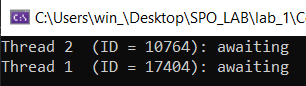 C:\Users\win_\Desktop\SPO_LAB\lab_1\C
Thread 2  (ID = 10764): awaiting
Thread 1  (ID = 17404): awaiting